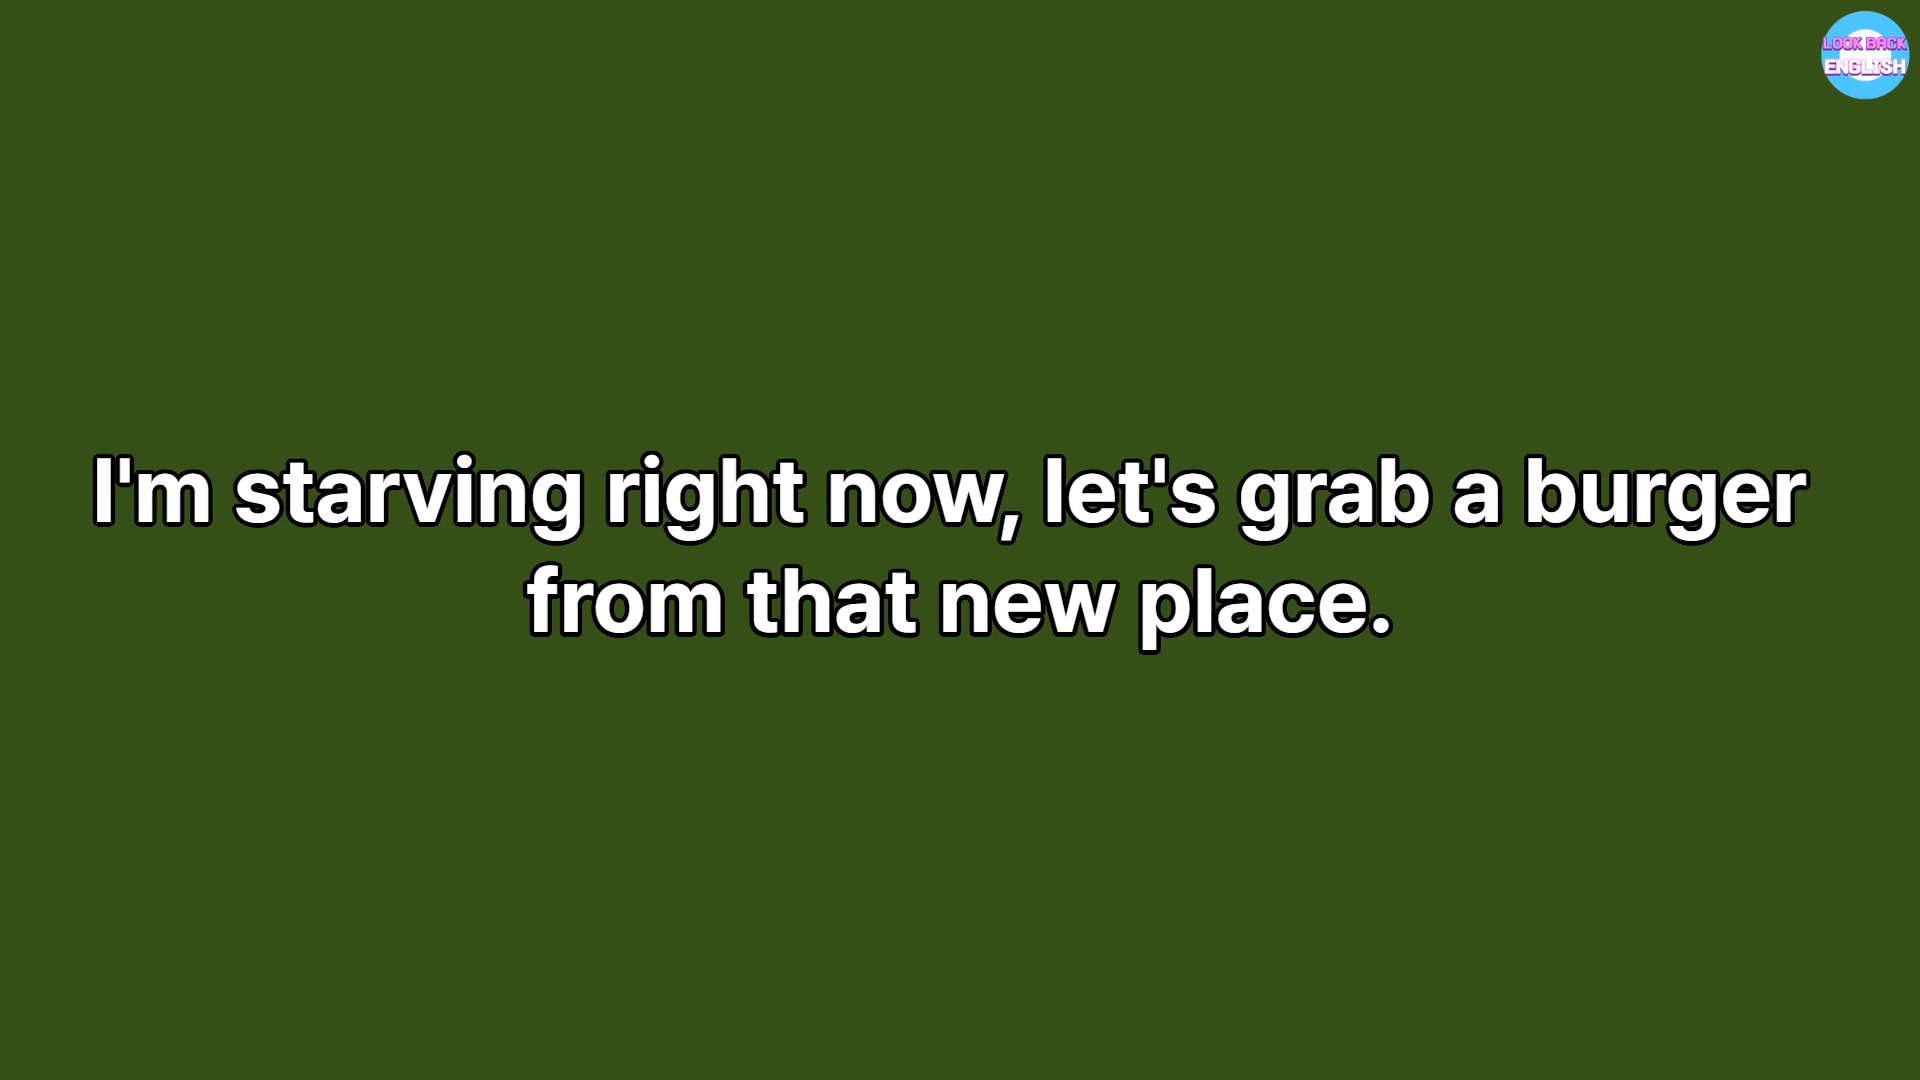 LOOK BACK
ENGLISH
I'm starving right now, let's grab a burger
from that new place.